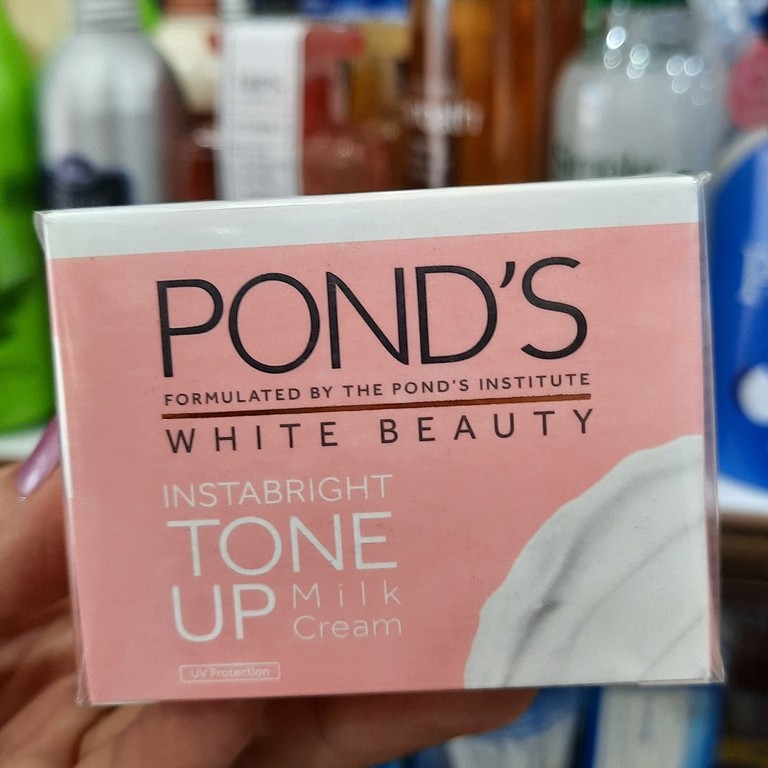 POND'S
FORMULATED BY THE POND'S INSTITUTE
WHITE BEAUTY
INSTABRIGHT
TONE
UP Milk
Cream
UV Protection